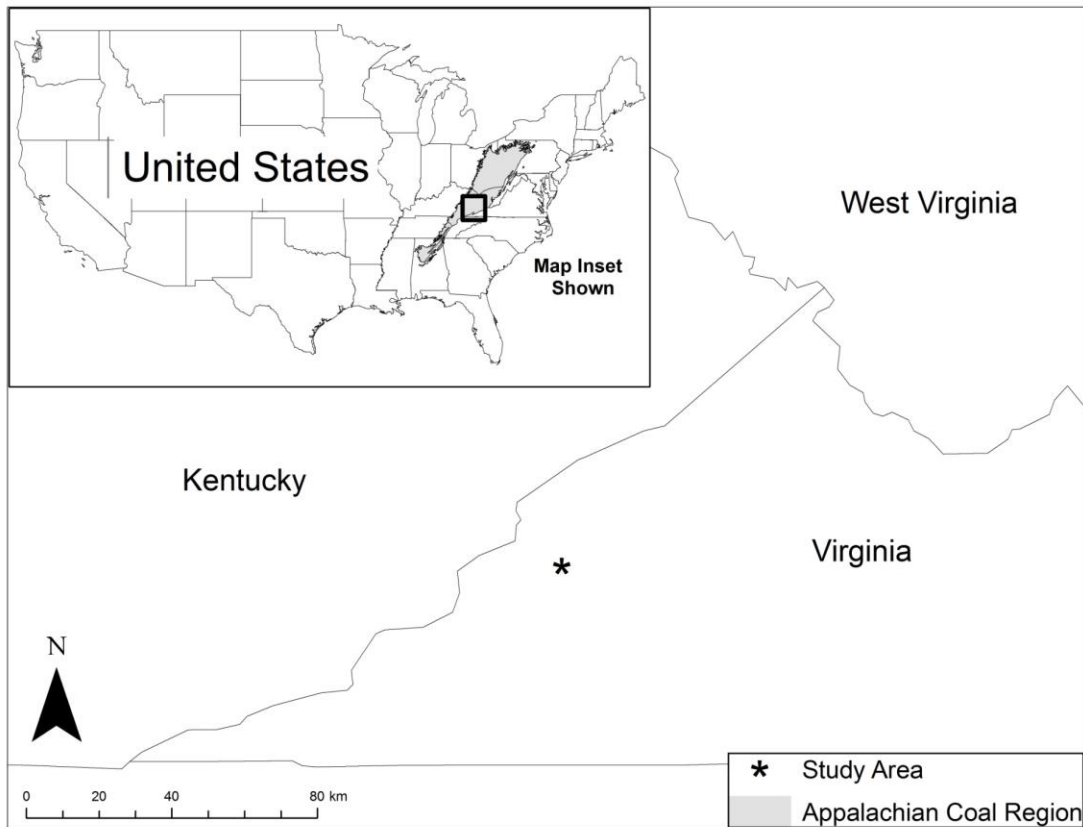 United States
Map Inset
Shown
West Virginia
Kentucky
Virginia
N
*
0 20 40 60 80 km
* Study Area
Appalachian Coal Region